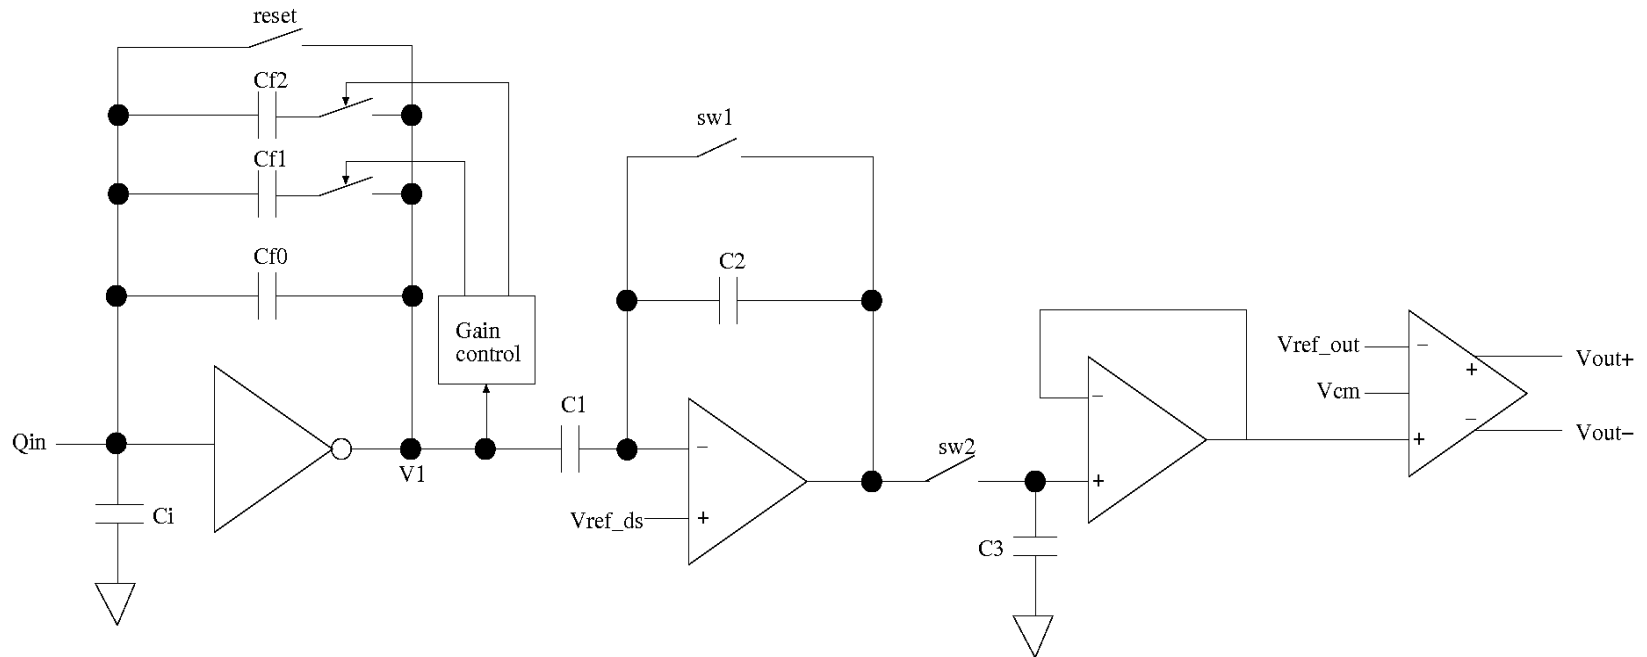 reset
Cf2
sw1
Cf1
Cf0
C2
Gain
control
Vref_out
−
+
Vout+
Vcm
−
C1
−
Vout−
Qin
+
sw2
V1
−
+
Ci
Vref_ds
+
C3